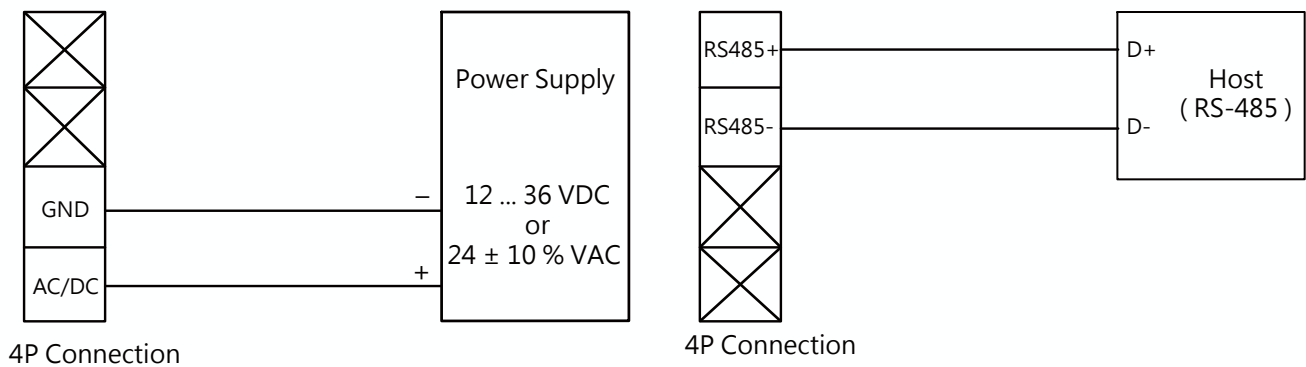 Power Supply
GND
–
12 ... 36 VDC
or
24 ± 10 % VAC
AC/DC
+
4P Connection
RS485+
D+
Host
( RS-485 )
RS485-
D-
4P Connection